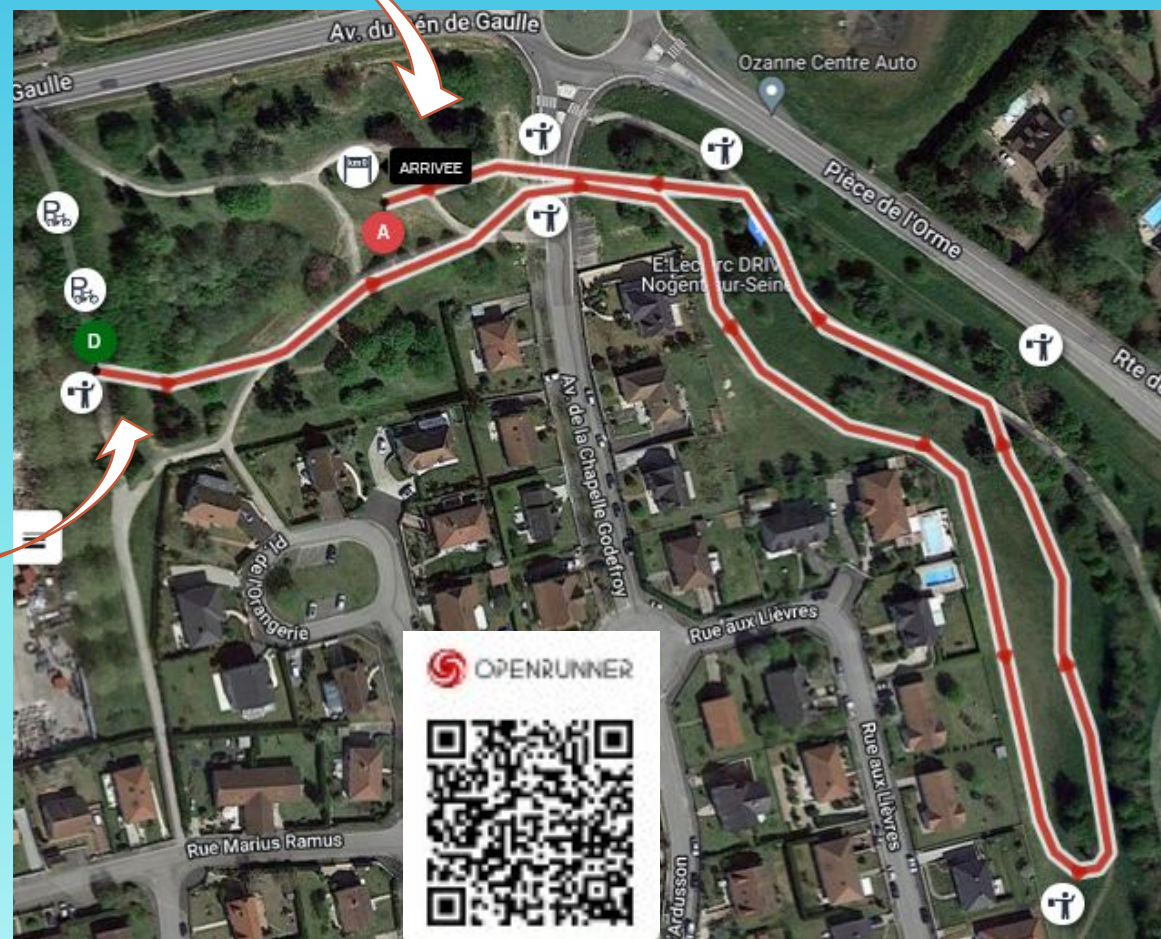 Av. du Gén de Gaulle
Gaulle
Ozanne Centre Auto
km 0
ARRIVEE
A
Pièce de l'Orme
P
E.Leclerc DRIV
Nogent-sur-Seine
P
D
Rte d
Av. de la Chapelle Godefroy
Pl. de l'Orangerie
Rue aux Lièvres
OPENRUNNER
Rue aux Lièvres
Rue Marius Ramus
Ardusson